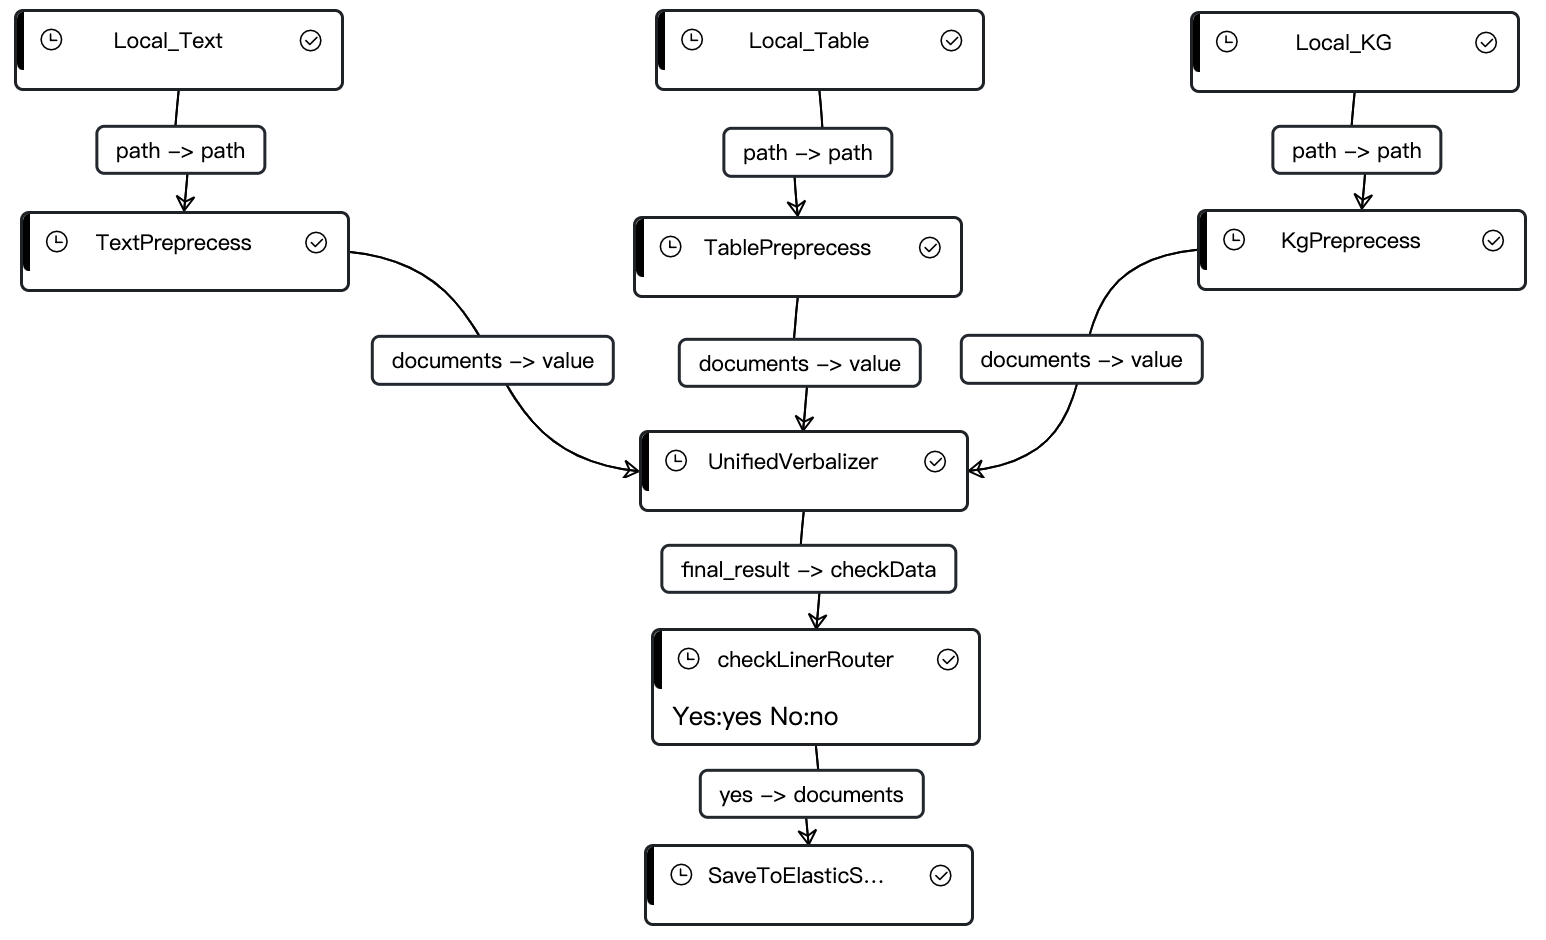 Local_Text
Local_Table
Local_KG
path -> path
path -> path
path -> path
TextPreprecess
TablePreprecess
KgPreprecess
documents -> value
documents -> value
documents -> value
UnifiedVerbalizer
final_result -> checkData
checkLinerRouter
Yes:yes No:no
yes -> documents
SaveToElasticS...